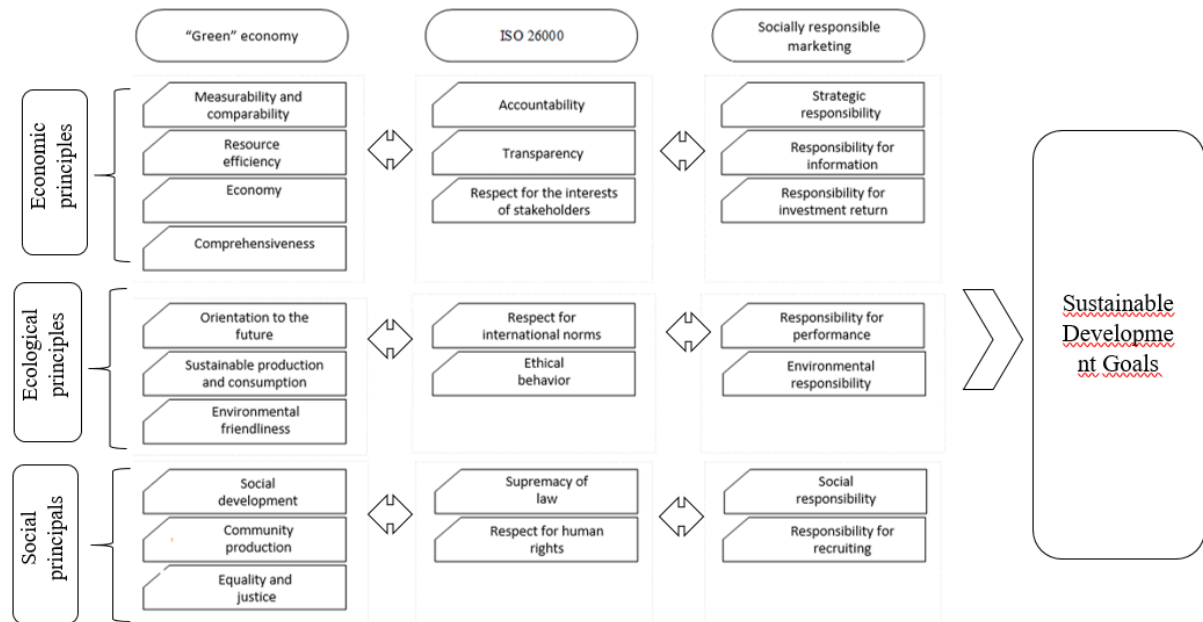 "Green" economy
ISO 26000
Socially responsible
marketing
Economic
principles
Measurability and
comparability
Resource
efficiency
Economy
Comprehensiveness
Accountability
Transparency
Respect for the interests
of stakeholders
Strategic
responsibility
Responsibility for
information
Responsibility for
investment return
Ecological
principles
Orientation to the
future
Sustainable production
and consumption
Environmental
friendliness
Respect for
international norms
Ethical
behavior
Responsibility for
performance
Environmental
responsibility
Social
principals
Social
development
Community
production
Equality and
justice
Supremacy of
law
Respect for human
rights
Social
responsibility
Responsibility for
recruiting
Sustainable
Developme
nt Goals